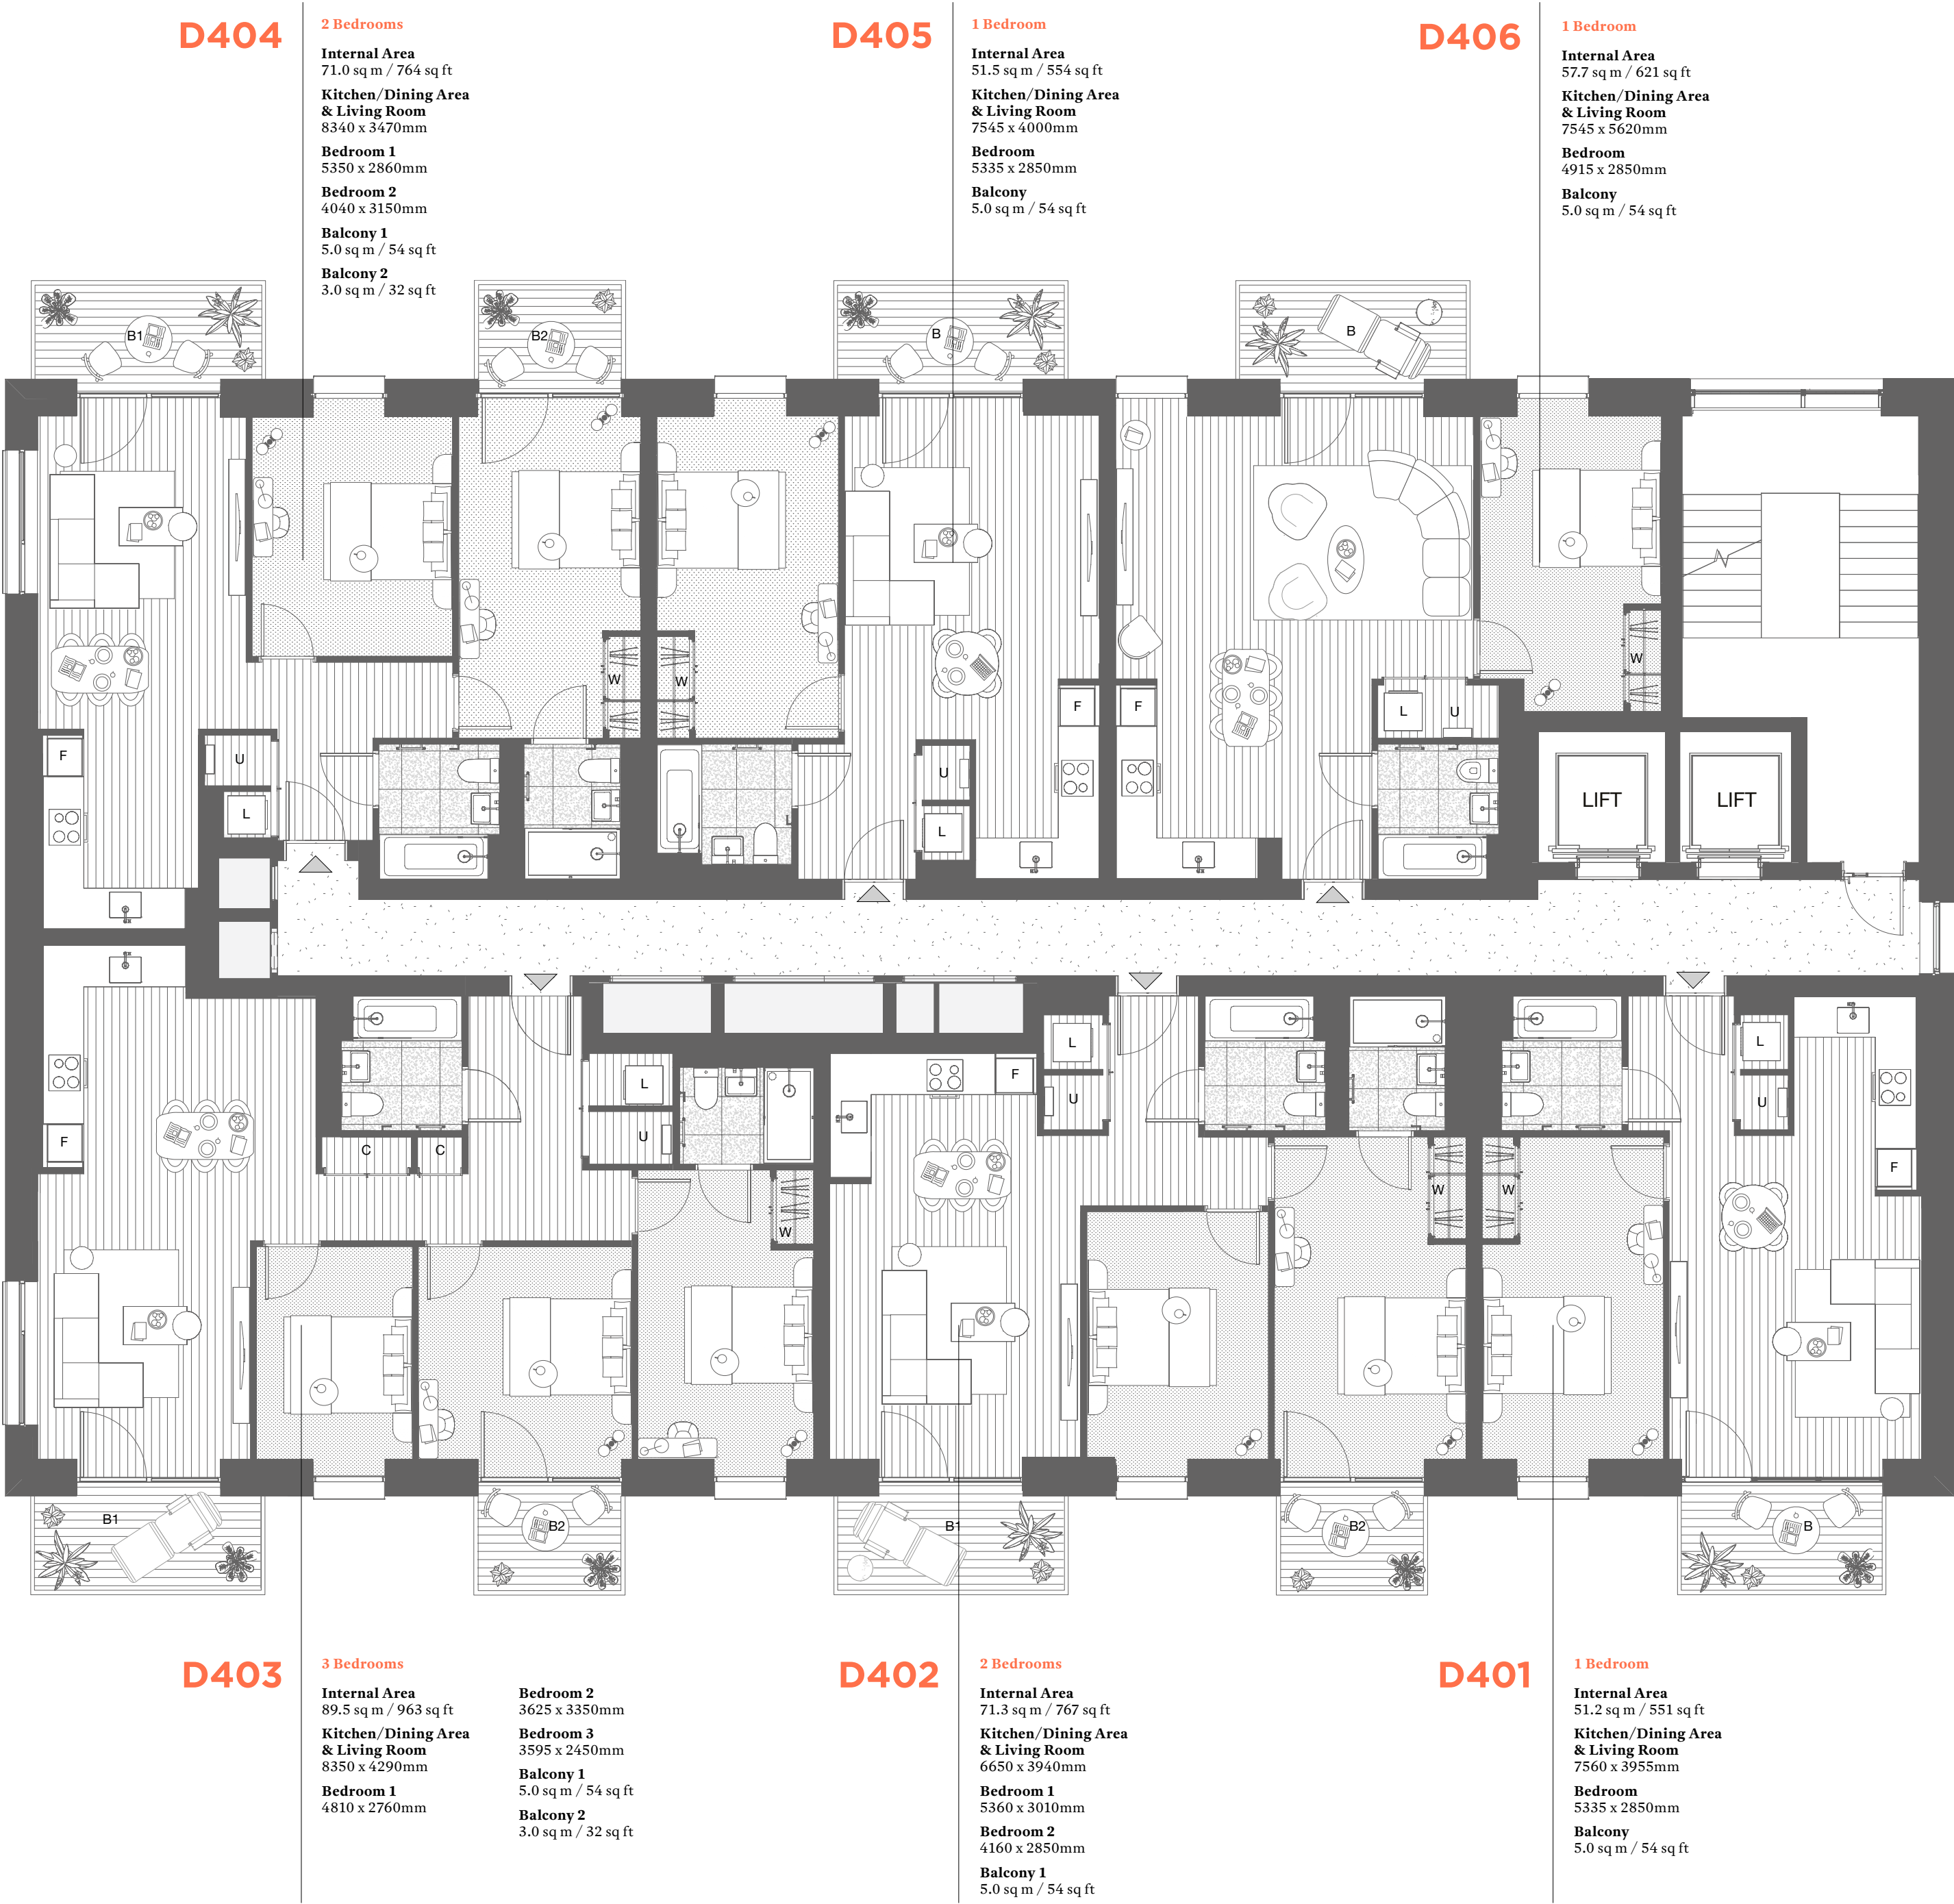 D404
2 Bedrooms
Internal Area
71.0 sq m / 764 sq ft
Kitchen/Dining Area
& Living Room
8340 x 3470mm
Bedroom 1
5350 x 2860mm
Bedroom 2
4040 x 3150mm
Balcony 1
5.0 sq m / 54 sq ft
Balcony 2
3.0 sq m / 32 sq ft
D405
1 Bedroom
Internal Area
51.5 sq m / 554 sq ft
Kitchen/Dining Area
& Living Room
7545 x 4000mm
Bedroom
5335 x 2850mm
Balcony
5.0 sq m / 54 sq ft
D406
1 Bedroom
Internal Area
57.7 sq m / 621 sq ft
Kitchen/Dining Area
& Living Room
7545 x 5620mm
Bedroom
4915 x 2850mm
Balcony
5.0 sq m / 54 sq ft
B1
B2
B
B
W
W
W
F
U
L
U
L
F
F
L
U
LIFT
LIFT
F
C
C
L
U
W
F
L
U
W
W
L
U
F
B1
B2
B1
B2
B
D403
3 Bedrooms
Internal Area
89.5 sq m / 963 sq ft
Kitchen/Dining Area
& Living Room
8350 x 4290mm
Bedroom 1
4810 x 2760mm
Bedroom 2
3625 x 3350mm
Bedroom 3
3595 x 2450mm
Balcony 1
5.0 sq m / 54 sq ft
Balcony 2
3.0 sq m / 32 sq ft
D402
2 Bedrooms
Internal Area
71.3 sq m / 767 sq ft
Kitchen/Dining Area
& Living Room
6650 x 3940mm
Bedroom 1
5360 x 3010mm
Bedroom 2
4160 x 2850mm
Balcony 1
5.0 sq m / 54 sq ft
D401
1 Bedroom
Internal Area
51.2 sq m / 551 sq ft
Kitchen/Dining Area
& Living Room
7560 x 3955mm
Bedroom
5335 x 2850mm
Balcony
5.0 sq m / 54 sq ft